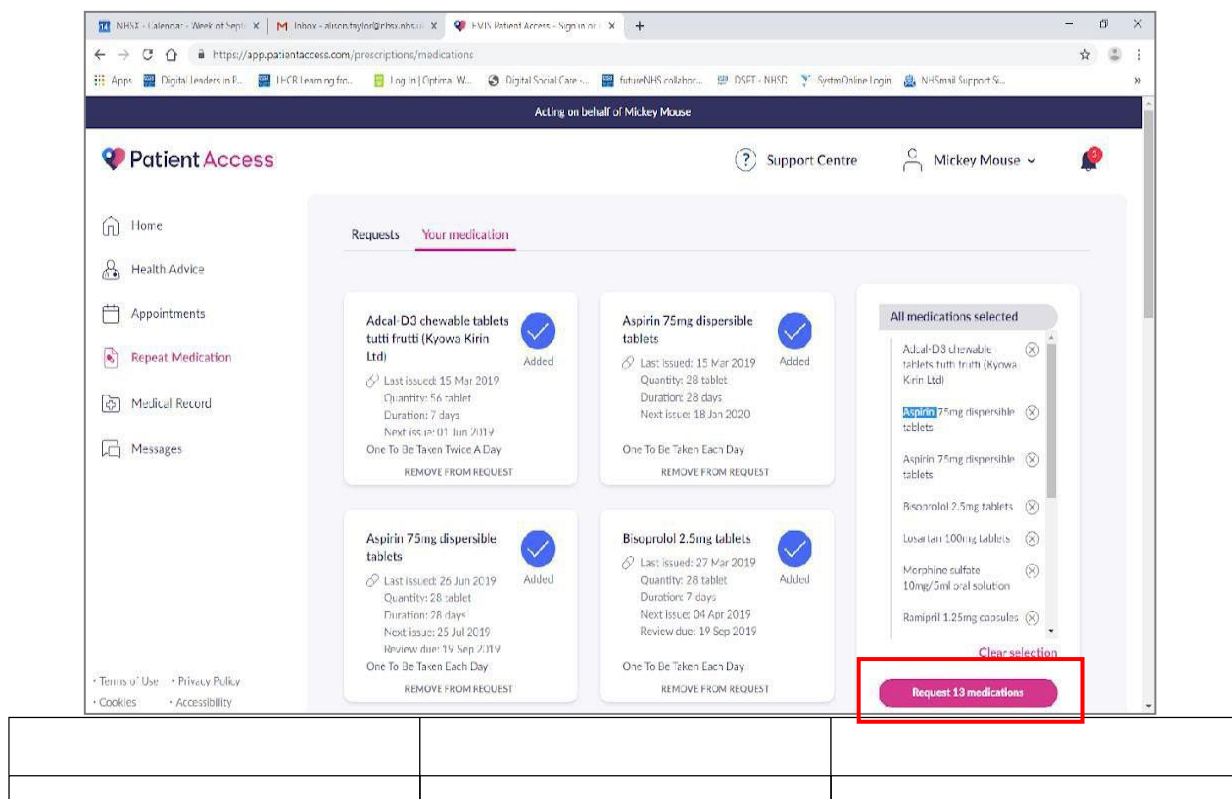 NHSX - Calendar - Week of Sept
Inbox - alison.taylor@nhsx.nhs.u
EMIS Patient Access - Sign in or
https://app.patientaccess.com/prescriptions/medications
Apps
Digital Leaders in P...
LHCR Learning fro...
Log In | Optima W...
Digital Social Care -...
futureNHS collabor...
DSPT - NHSD
SystmOnline Login
NHSmail Support Si...
Acting on behalf of Mickey Mouse
Patient Access
Support Centre
Mickey Mouse
Home
Health Advice
Appointments
Repeat Medication
Medical Record
Messages
• Terms of Use • Privacy Policy
• Cookies • Accessibility
Requests Your medication
Adcal-D3 chewable tablets
tutti frutti (Kyowa Kirin
Ltd)
Added
Last issued: 15 Mar 2019
Quantity: 56 tablet
Duration: 7 days
Next issue: 01 Jun 2019
One To Be Taken Twice A Day
REMOVE FROM REQUEST
Aspirin 75mg dispersible
tablets
Added
Last issued: 15 Mar 2019
Quantity: 28 tablet
Duration: 28 days
Next issue: 18 Jan 2020
One To Be Taken Each Day
REMOVE FROM REQUEST
Aspirin 75mg dispersible
tablets
Added
Last issued: 26 Jun 2019
Quantity: 28 tablet
Duration: 28 days
Next issue: 25 Jul 2019
Review due: 19 Sep 2019
One To Be Taken Each Day
REMOVE FROM REQUEST
Bisoprolol 2.5mg tablets
Added
Last issued: 27 Mar 2019
Quantity: 28 tablet
Duration: 7 days
Next issue: 04 Apr 2019
Review due: 19 Sep 2019
One To Be Taken Each Day
REMOVE FROM REQUEST
All medications selected
Adcal-D3 chewable
tablets tutti frutti (Kyowa
Kirin Ltd)
Aspirin 75mg dispersible
tablets
Aspirin 75mg dispersible
tablets
Bisoprolol 2.5mg tablets
Losartan 100mg tablets
Morphine sulfate
10mg/5ml oral solution
Ramipril 1.25mg capsules
Clear selection
Request 13 medications